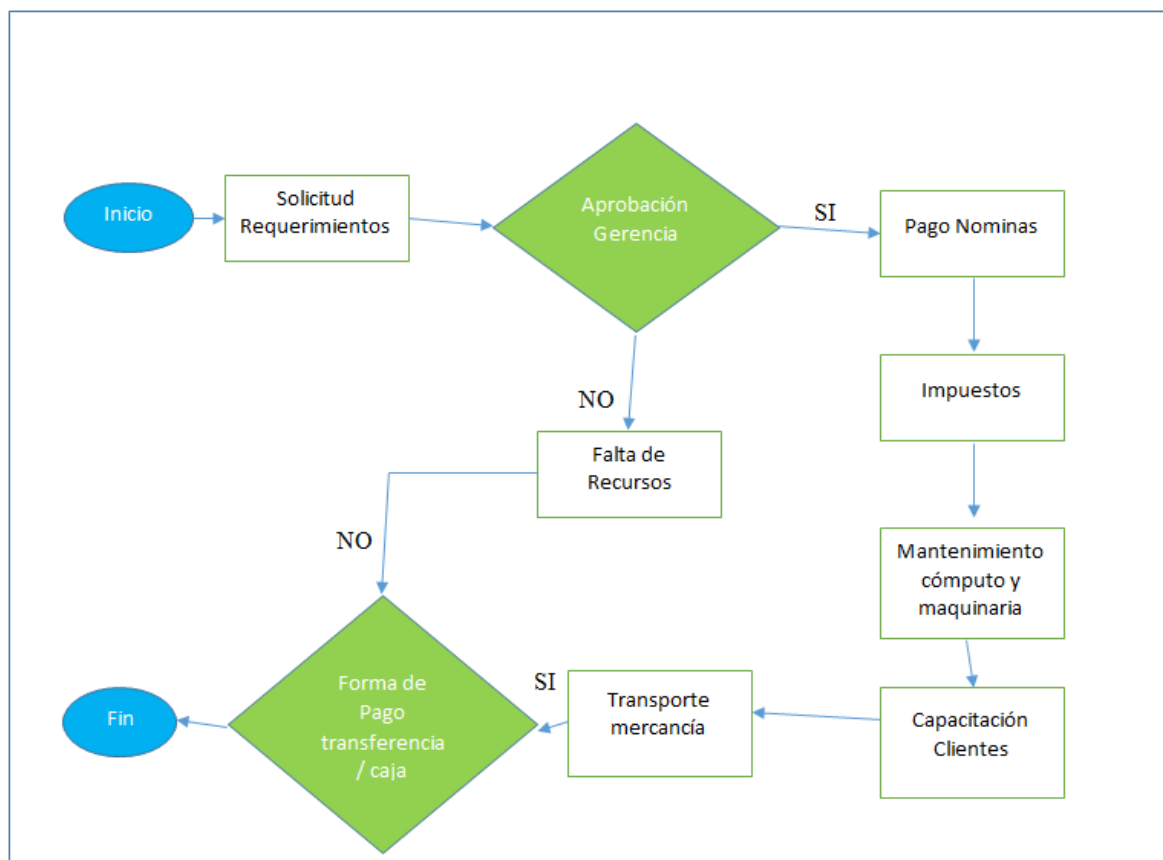 Inicio
Solicitud
Requerimientos
Aprobación
Gerencia
SI
Pago Nominas
Impuestos
NO
Falta de
Recursos
NO
Mantenimiento
cómputo y
maquinaria
Fin
Forma de
Pago
transferencia
/ caja
SI
Transporte
mercancía
Capacitación
Clientes